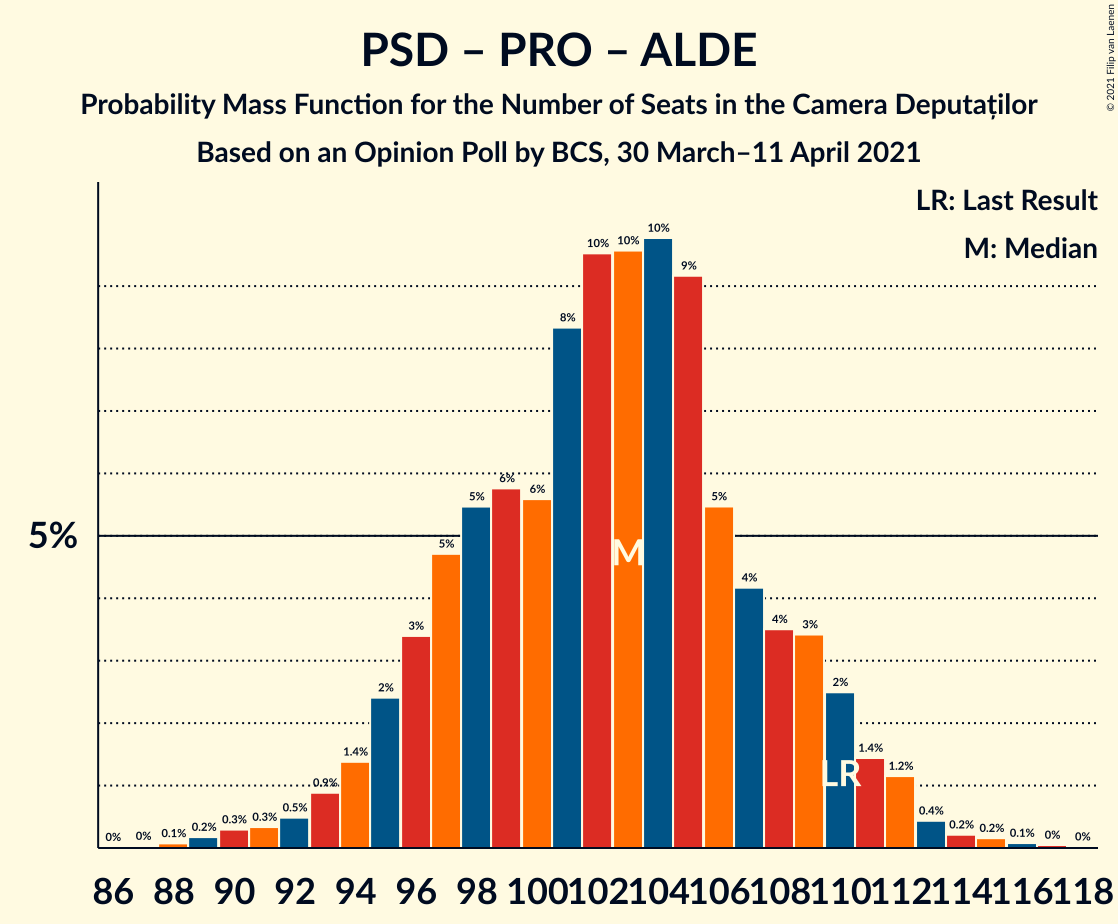 PSD – PRO – ALDE
Probability Mass Function for the Number of Seats in the Camera Deputaților
Based on an Opinion Poll by BCS, 30 March–11 April 2021
© 2021 Filip van Laenen
LR: Last Result
M: Median
5%
0% 0% 0.1% 0.2% 0.3% 0.3% 0.5% 0.9% 1.4% 2% 3% 5% 5% 6% 6% 8% 10% 10% 10% 9% 5% 4% 4% 3% 2% 1.4% 1.2% 0.4% 0.2% 0.2% 0.1% 0% 0%
M
LR
86 88 90 92 94 96 98 100 102 104 106 108 110 112 114 116 118